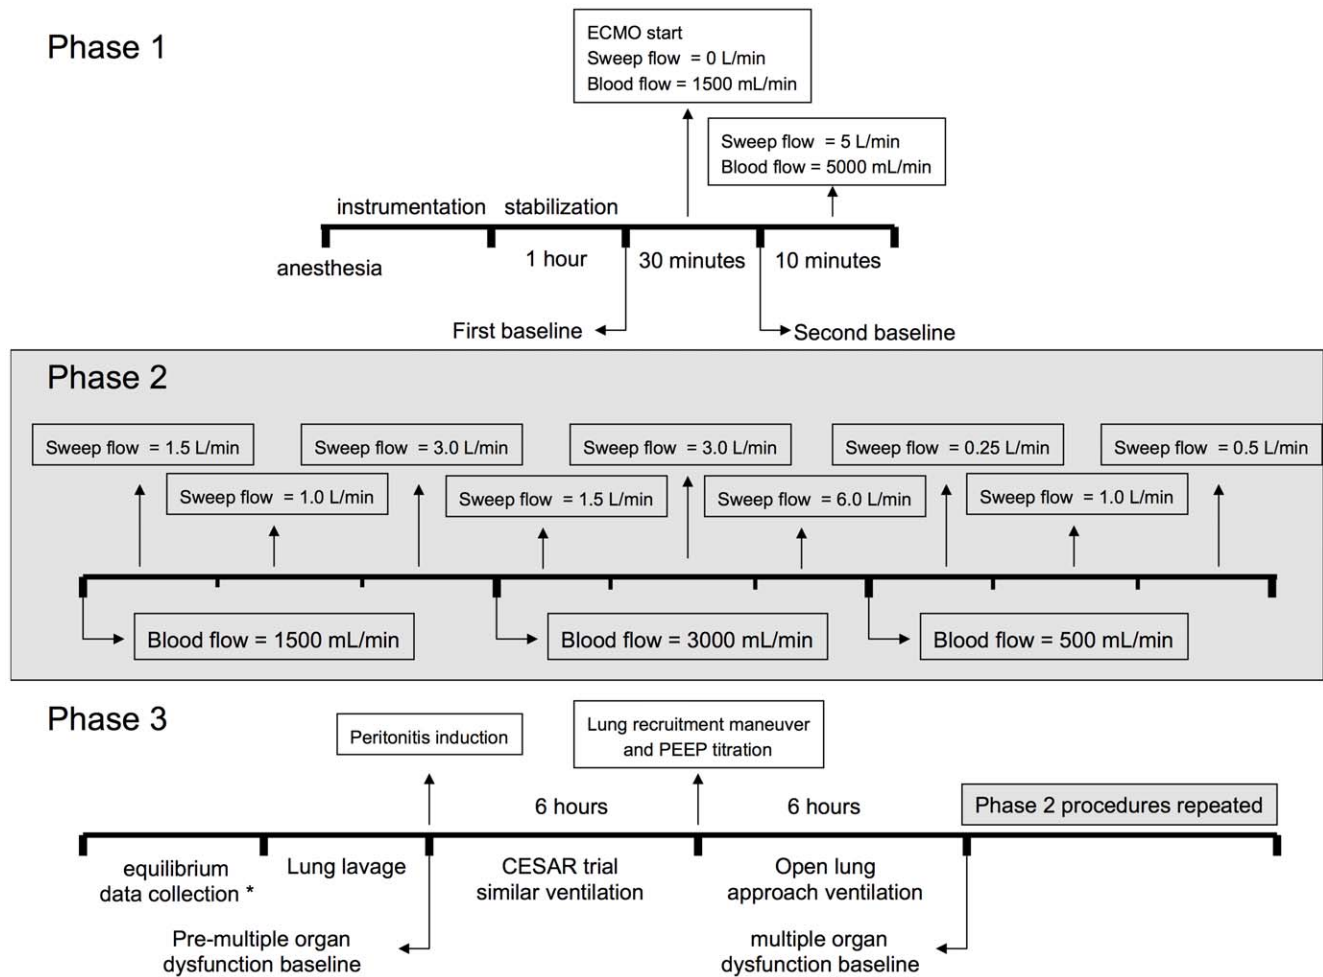 Phase 1
ECMO start
Sweep flow = 0 L/min
Blood flow = 1500 mL/min
Sweep flow = 5 L/min
Blood flow = 5000 mL/min
instrumentation
stabilization
anesthesia
1 hour
30 minutes
10 minutes
First baseline
Second baseline
Phase 2
Sweep flow = 1.5 L/min
Sweep flow = 3.0 L/min
Sweep flow = 3.0 L/min
Sweep flow = 0.25 L/min
Sweep flow = 0.5 L/min
Sweep flow = 1.0 L/min
Sweep flow = 1.5 L/min
Sweep flow = 6.0 L/min
Sweep flow = 1.0 L/min
Blood flow = 1500 mL/min
Blood flow = 3000 mL/min
Blood flow = 500 mL/min
Phase 3
Peritonitis induction
Lung recruitment maneuver
and PEEP titration
6 hours
6 hours
Phase 2 procedures repeated
equilibrium
data collection *
Lung lavage
CESAR trial
similar ventilation
Open lung
approach ventilation
Pre-multiple organ
dysfunction baseline
multiple organ
dysfunction baseline